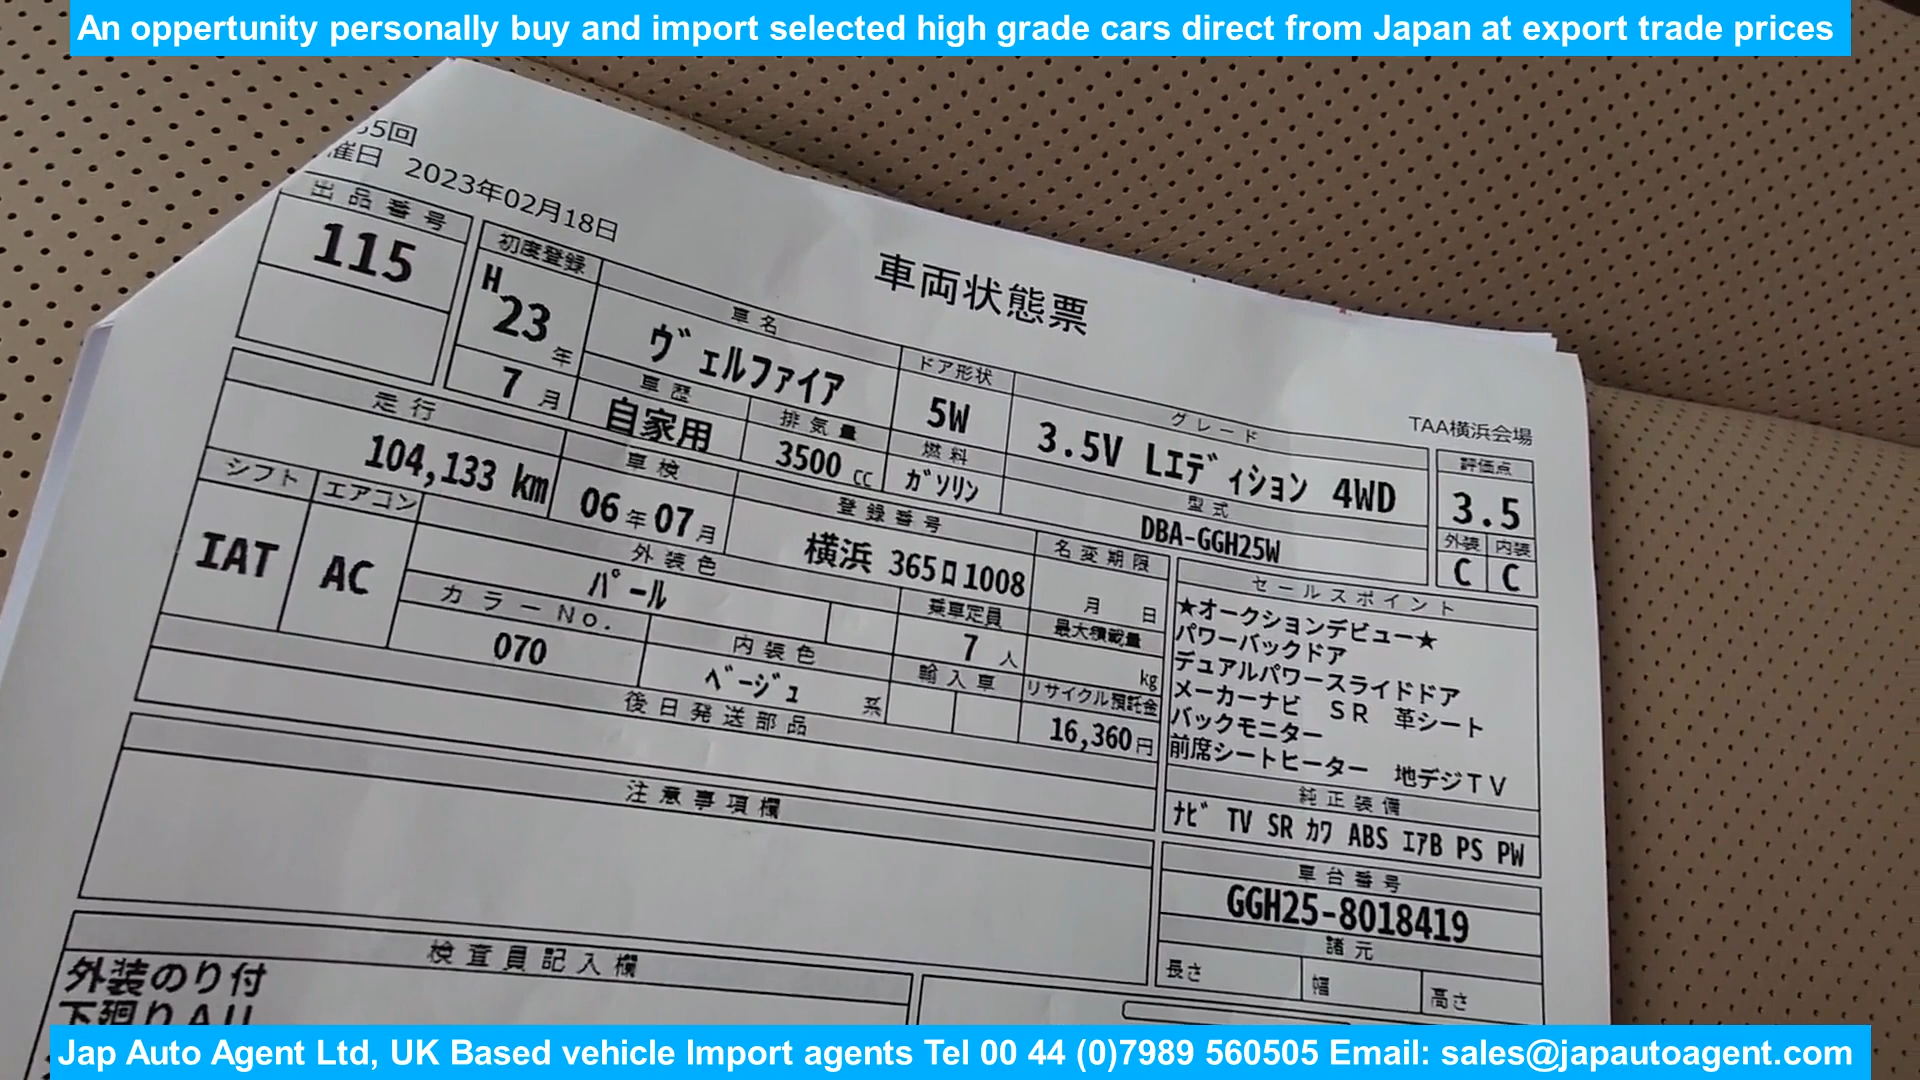 An oppertunity personally buy and import selected high grade cars direct from Japan at export trade prices
55回
催日 2023年02月18日
車両状態票
TAA横浜会場
出品番号
115
初度登録
H 23年
7月
車名
ヴェルファイア
ドア形状
5W
グレード
3.5V Lエディション 4WD
評価点
3.5
外装 内装
C C
車歴
自家用
排気量
3500 cc
燃料
ガソリン
型式
DBA-GGH25W
走行
104,133 km
車検
06年07月
登録番号
横浜 365ロ1008
名変期限
月 日
シフト
IAT
エアコン
AC
外装色
パール
カラーNo.
070
内装色
ベージュ 系
乗車定員
7人
最大積載量
kg
輸入車
リサイクル預託金
16,360円
セールスポイント
★オークションデビュー★
パワーバックドア
デュアルパワースライドドア
メーカーナビ SR 革シート
バックモニター
前席シートヒーター 地デジTV
純正装備
ナビ TV SR カワ ABS エアB PS PW
後日発送部品
注意事項欄
車台番号
GGH25-8018419
諸元
長さ 幅 高さ
検査員記入欄
外装のり付
下廻りAU
Jap Auto Agent Ltd, UK Based vehicle Import agents Tel 00 44 (0)7989 560505 Email: sales@japautoagent.com